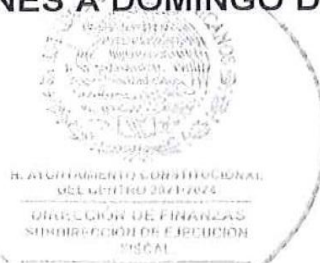 NES A DOMINGO D
H. AYUNTAMIENTO CONSTITUCIONAL
DEL CENTRO 2021-2024
DIRECCIÓN DE FINANZAS
SUBDIRECCIÓN DE EJECUCIÓN
FISCAL